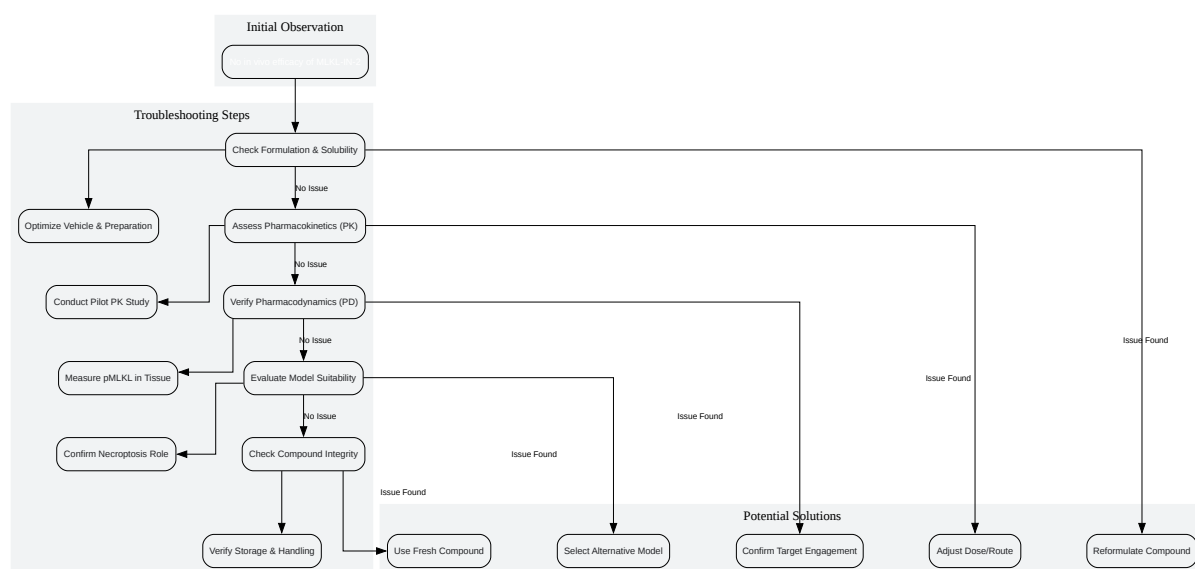 Initial Observation
Troubleshooting Steps
Check Formulation & Solubility
No Issue
Optimize Vehicle & Preparation
Assess Pharmacokinetics (PK)
No Issue
Conduct Pilot PK Study
Verify Pharmacodynamics (PD)
No Issue
Issue Found
Measure pMLKL in Tissue
Evaluate Model Suitability
Issue Found
No Issue
Issue Found
Confirm Necroptosis Role
Check Compound Integrity
Issue Found
Issue Found
Potential Solutions
Verify Storage & Handling
Use Fresh Compound
Select Alternative Model
Confirm Target Engagement
Adjust Dose/Route
Reformulate Compound